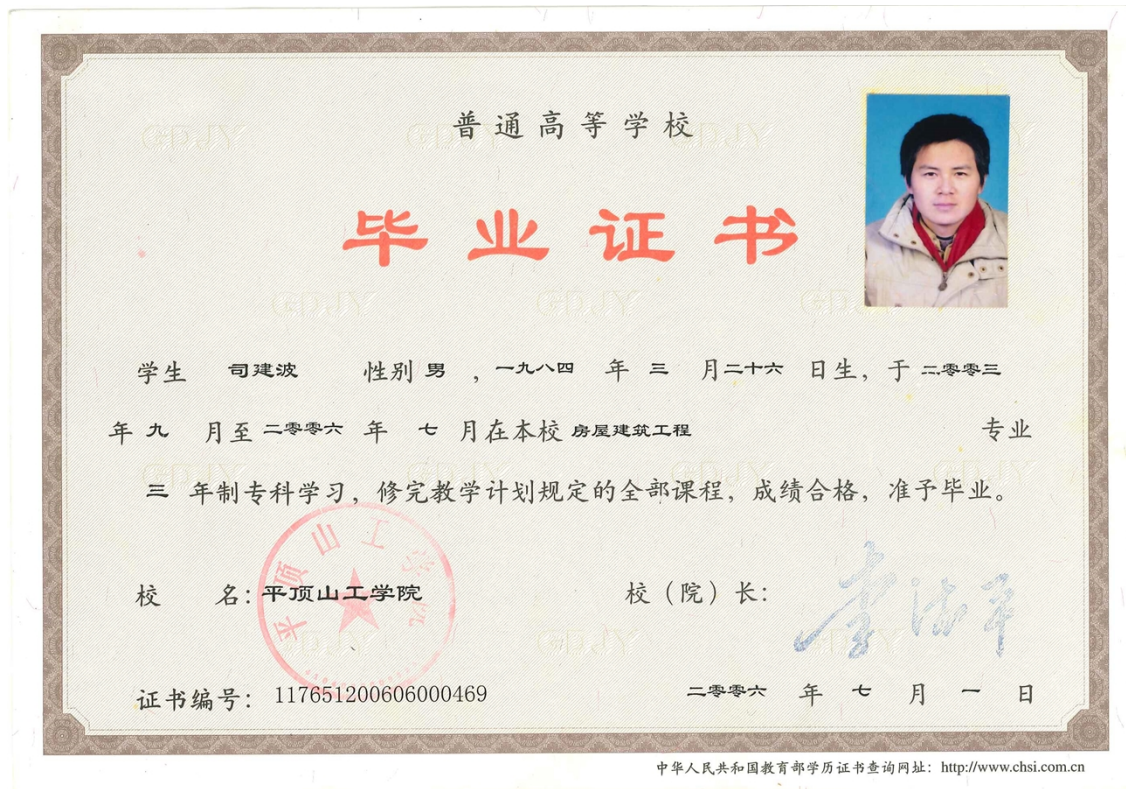 普通高等学校
毕业证书
学生 司建波 性别 男 ，一九八四 年 三 月二十六 日生，于 二零零三
年 九 月至 二零零六 年 七 月在本校 房屋建筑工程 专业
三 年制专科学习，修完教学计划规定的全部课程，成绩合格，准予毕业。
平顶山工学院
校 名：平顶山工学院 校（院）长：
证书编号： 117651200606000469 二零零六 年 七 月 一 日
中华人民共和国教育部学历证书查询网址：http://www.chsi.com.cn
GDJY